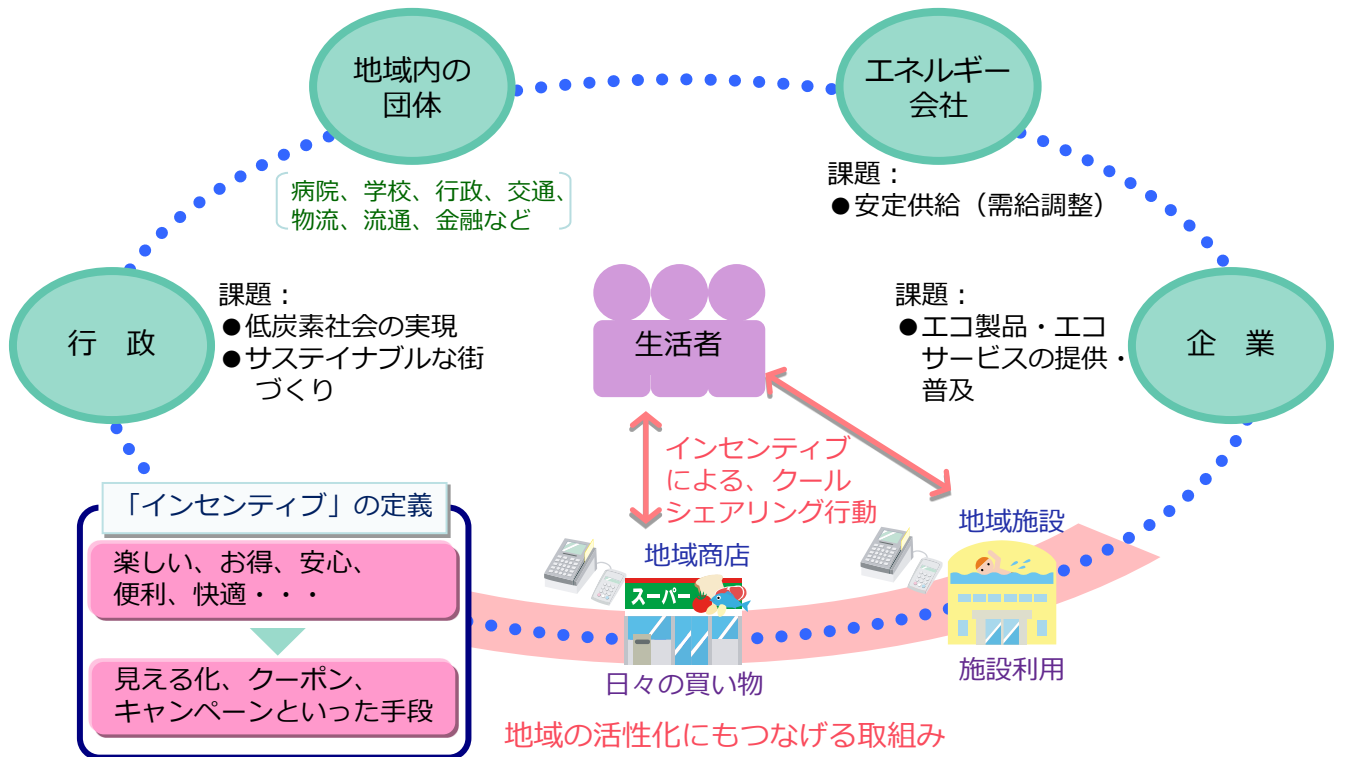 地域内の
団体
エネルギー
会社
病院、学校、行政、交通、
物流、流通、金融など
課題：
●安定供給（需給調整）
行　政
課題：
●低炭素社会の実現
●サステイナブルな街
づくり
生活者
課題：
●エコ製品・エコ
サービスの提供・
普及
企　業
インセンティブ
による、クール
シェアリング行動
「インセンティブ」の定義
楽しい、お得、安心、
便利、快適・・・
見える化、クーポン、
キャンペーンといった手段
地域商店
スーパー
日々の買い物
地域施設
施設利用
地域の活性化にもつなげる取組み